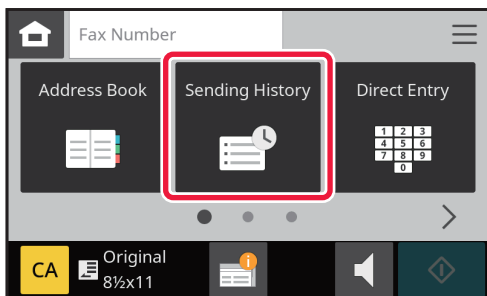 Fax Number
Address Book
Sending History
Direct Entry
1 2 3
4 5 6
7 8 9
0
CA
Original
8½x11
i